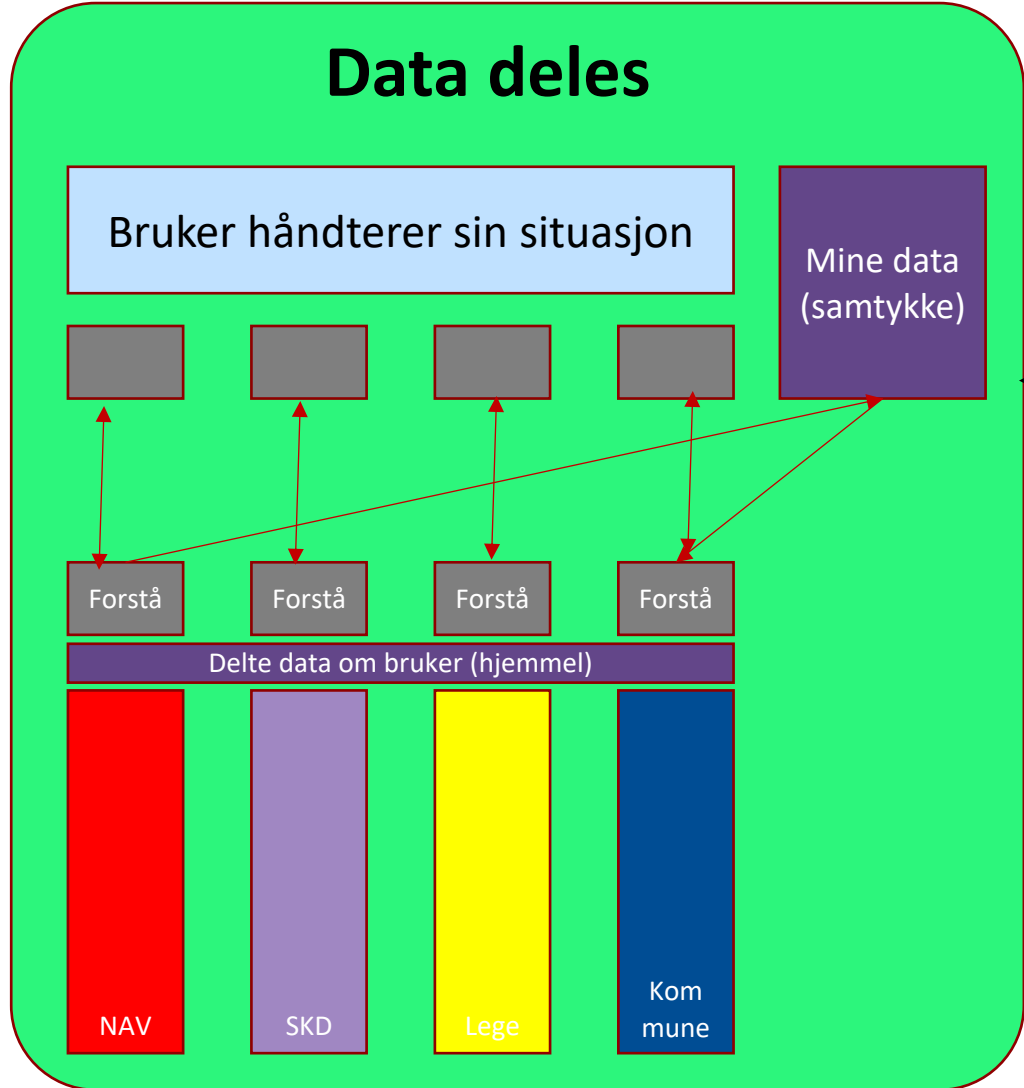 Data deles
Bruker håndterer sin situasjon
Mine data
(samtykke)
Forstå
Forstå
Forstå
Forstå
Delte data om bruker (hjemmel)
NAV
SKD
Lege
Kom
mune